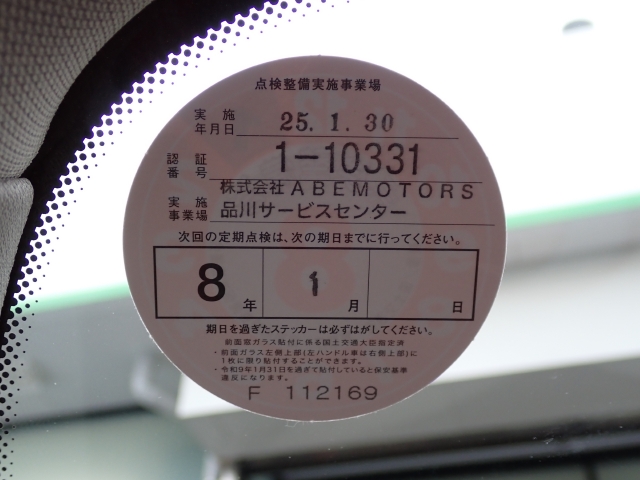 点検整備実施事業場
実施年月日 25. 1. 30
認証番号 1-10331
株式会社ABEMOTORS
実施事業場 品川サービスセンター
次回の定期点検は、次の期日までに行ってください。
8年 1月 日
期日を過ぎたステッカーは必ずはがしてください。
前面窓ガラス貼付に係る国土交通大臣指定済
・前面ガラス左側上部(左ハンドル車は右側上部)に
1枚に限り貼付することができます。
・令和9年1月31日を過ぎて貼付していると保安基準
違反になります。
F 112169